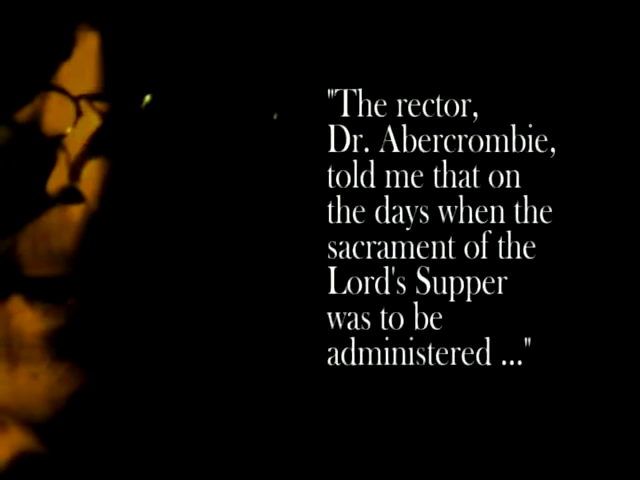 "The rector,
Dr. Abercrombie,
told me that on
the days when the
sacrament of the
Lord's Supper
was to be
administered ..."